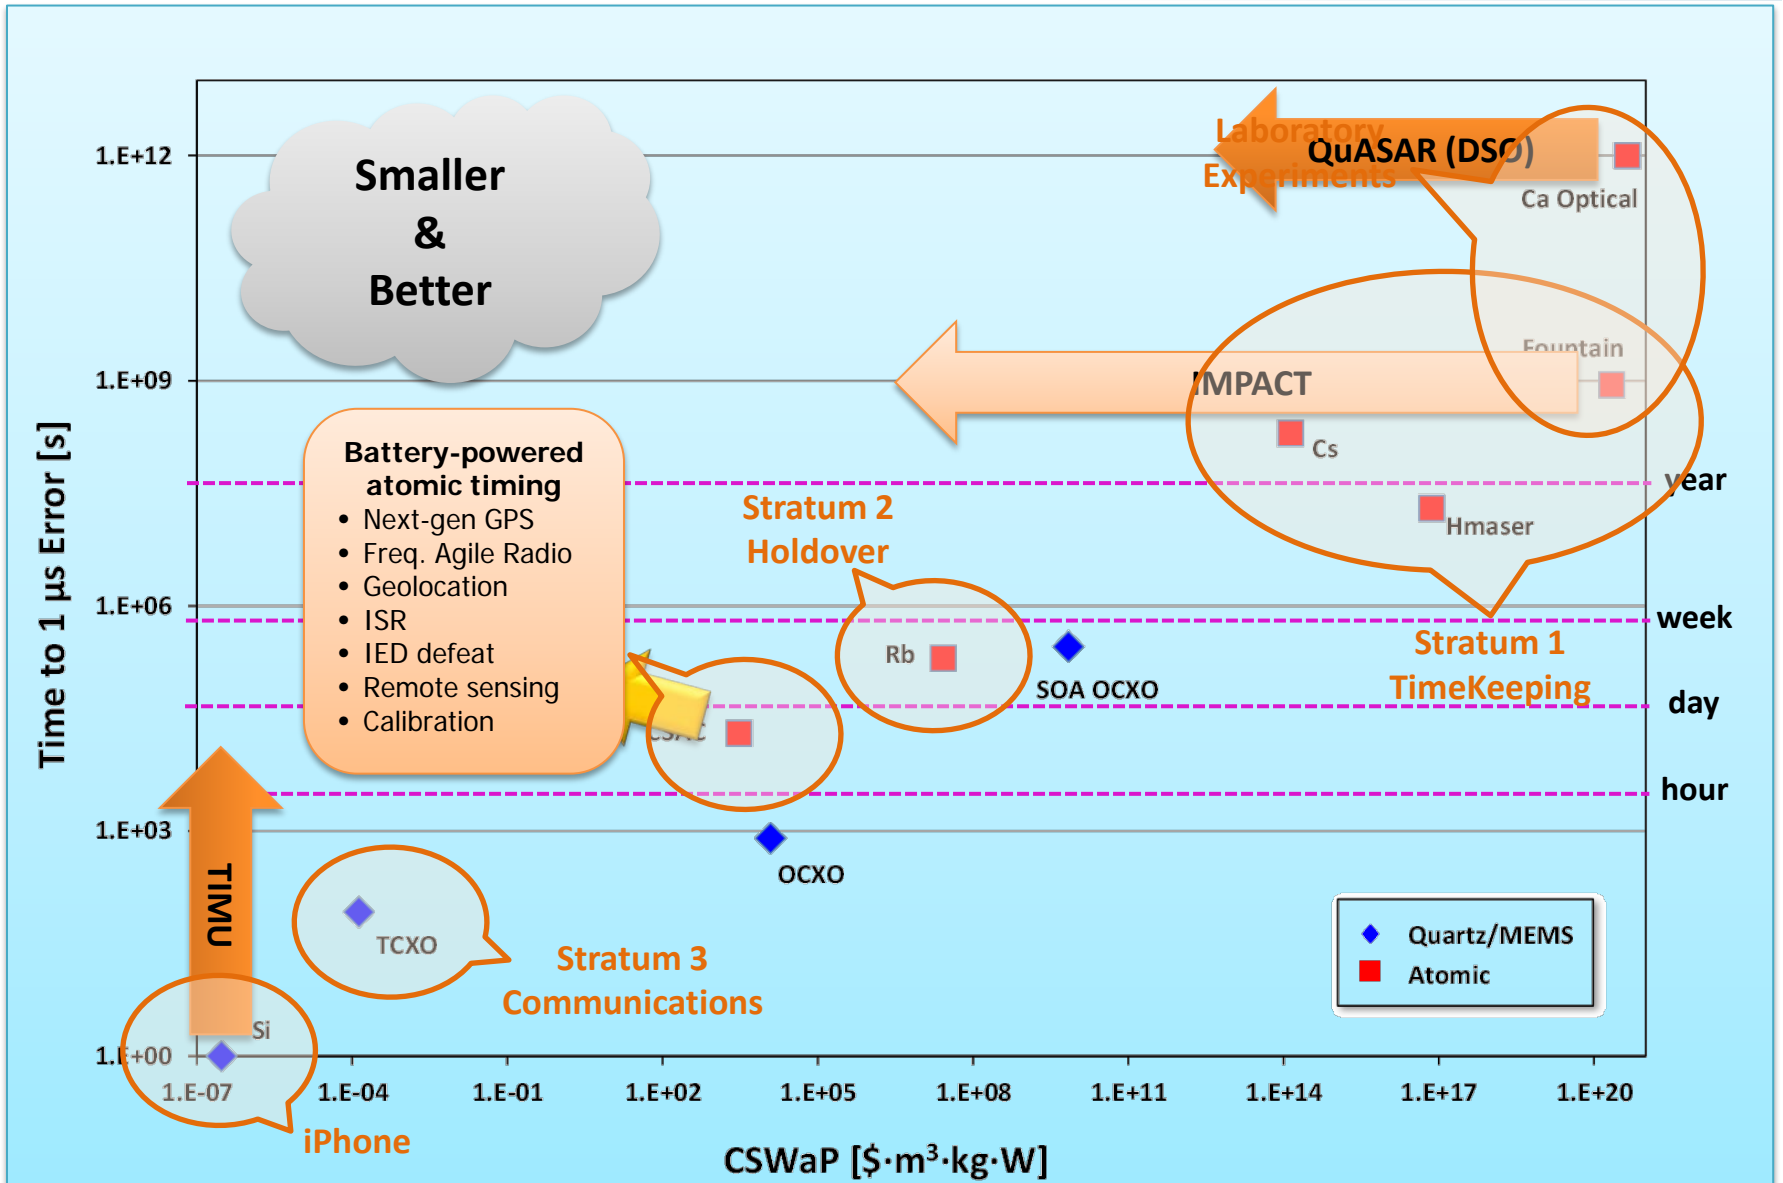 Smaller
&
Better
Laboratory
Experiments
QuASAR (DSO)
1.E+12
Ca Optical
Fountain
1.E+09
IMPACT
Cs
year
Hmaser
Battery-powered
atomic timing
• Next-gen GPS
• Freq. Agile Radio
• Geolocation
• ISR
• IED defeat
• Remote sensing
• Calibration
Stratum 2
Holdover
1.E+06
week
Stratum 1
TimeKeeping
Rb
SOA OCXO
day
CSAC
hour
1.E+03
OCXO
TIMU
TCXO
Stratum 3
Communications
Quartz/MEMS
Atomic
Si
1.E+00
1.E-07
1.E-04
1.E-01
1.E+02
1.E+05
1.E+08
1.E+11
1.E+14
1.E+17
1.E+20
iPhone
CSWaP [$·m³·kg·W]
Time to 1 µs Error [s]